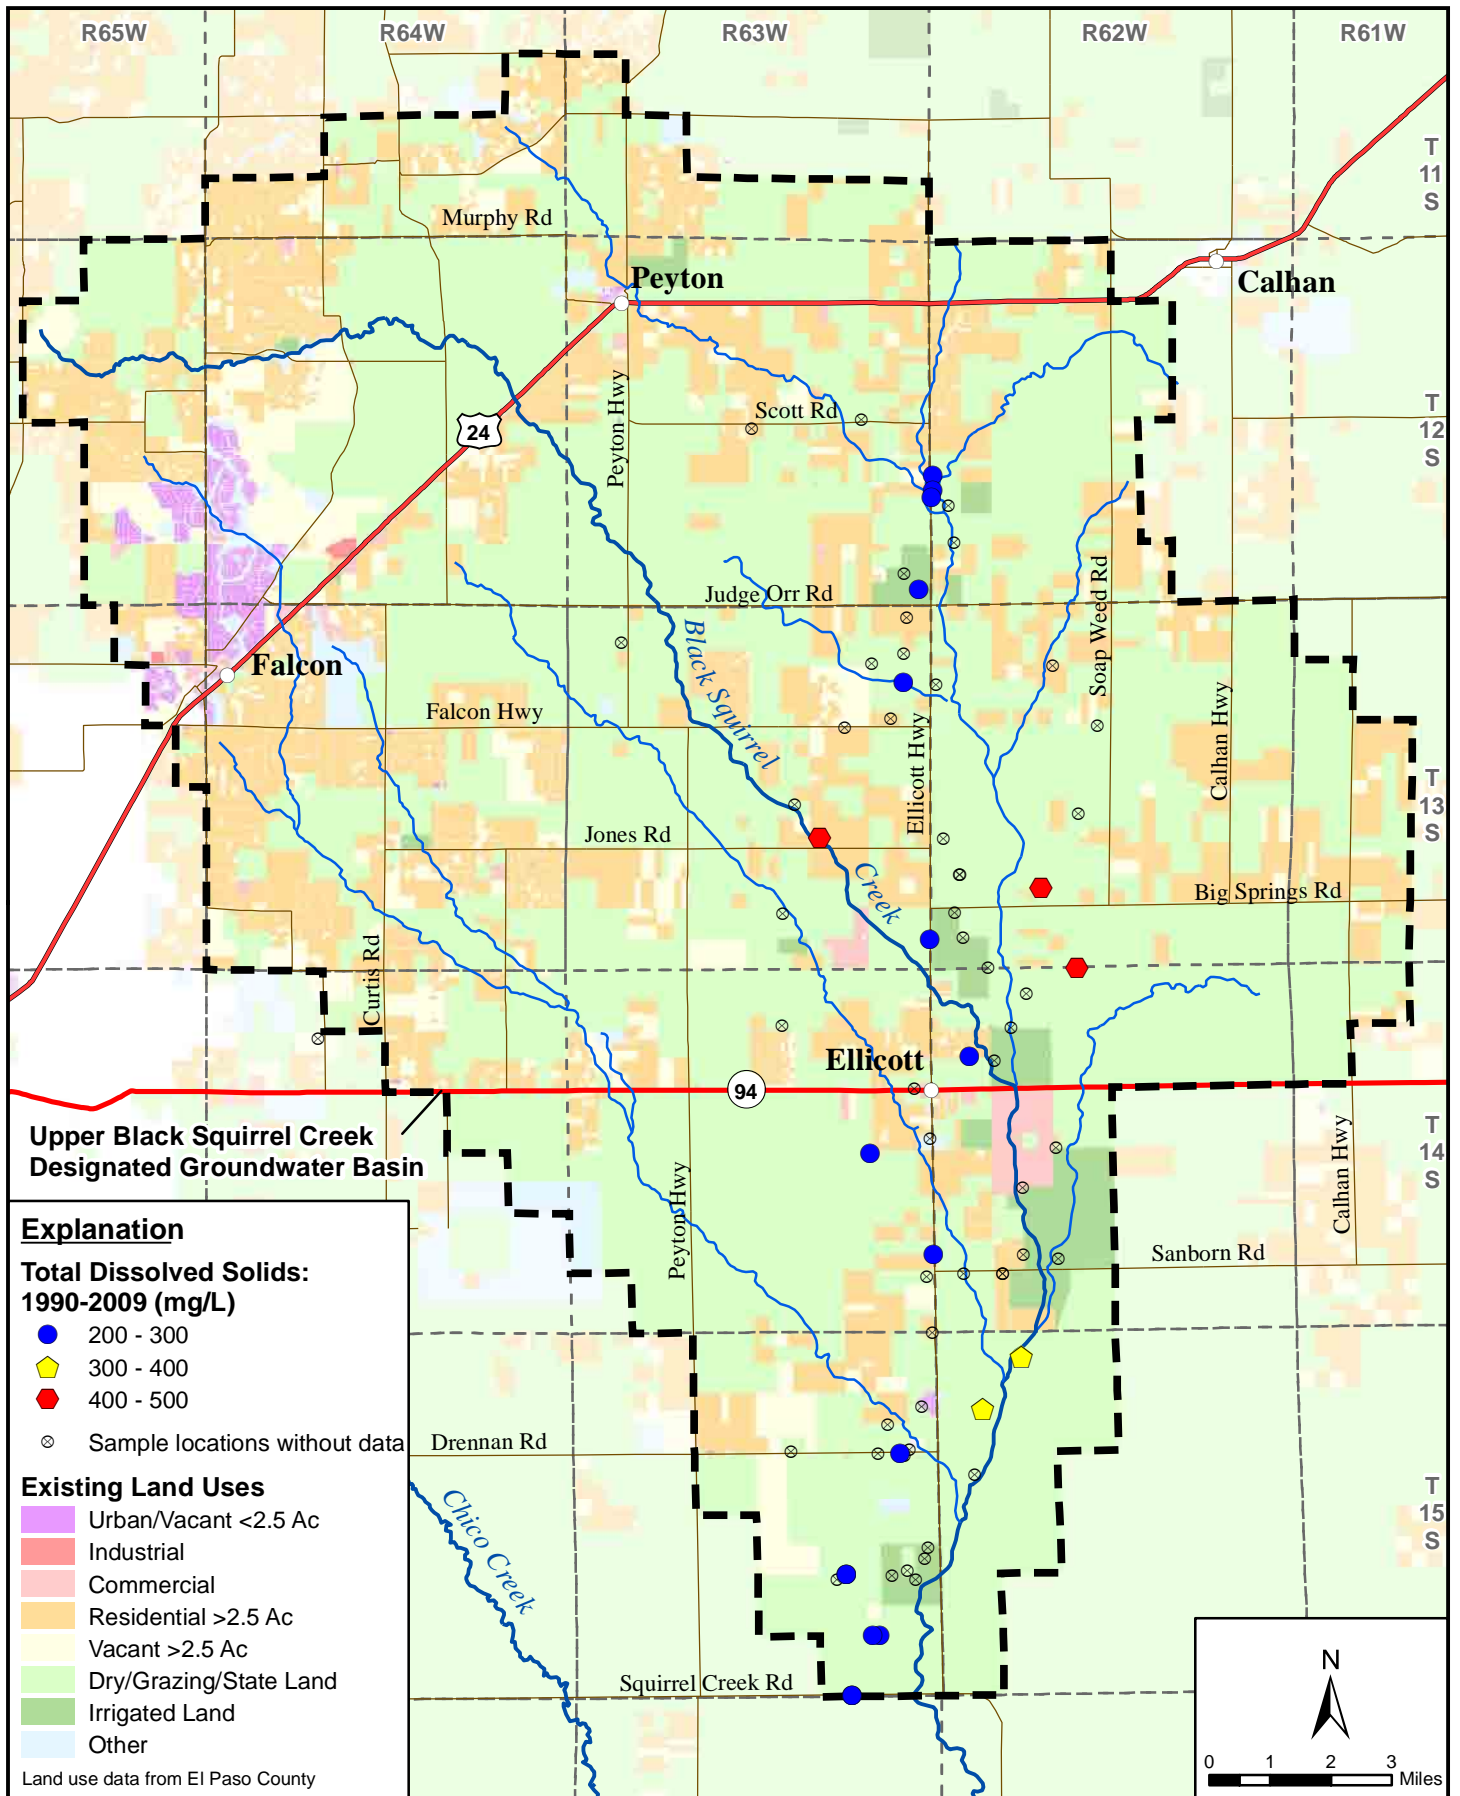 R65W
R64W
R63W
R62W
R61W
T
11
S
Murphy Rd
Peyton
Calhan
Peyton Hwy
Scott Rd
24
T
12
S
Judge Orr Rd
Soap Weed Rd
Black Squirrel
Creek
Falcon
Falcon Hwy
Ellicott Hwy
Calhan Hwy
T
13
S
Jones Rd
Big Springs Rd
Curtis Rd
Ellicott
94
Upper Black Squirrel Creek
Designated Groundwater Basin
T
14
S
Calhan Hwy
Peyton Hwy
Sanborn Rd
Drennan Rd
Chico Creek
T
15
S
Squirrel Creek Rd
Explanation
Total Dissolved Solids:
1990-2009 (mg/L)
200 - 300
300 - 400
400 - 500
Sample locations without data
Existing Land Uses
Urban/Vacant <2.5 Ac
Industrial
Commercial
Residential >2.5 Ac
Vacant >2.5 Ac
Dry/Grazing/State Land
Irrigated Land
Other
Land use data from El Paso County
N
0 1 2 3
Miles